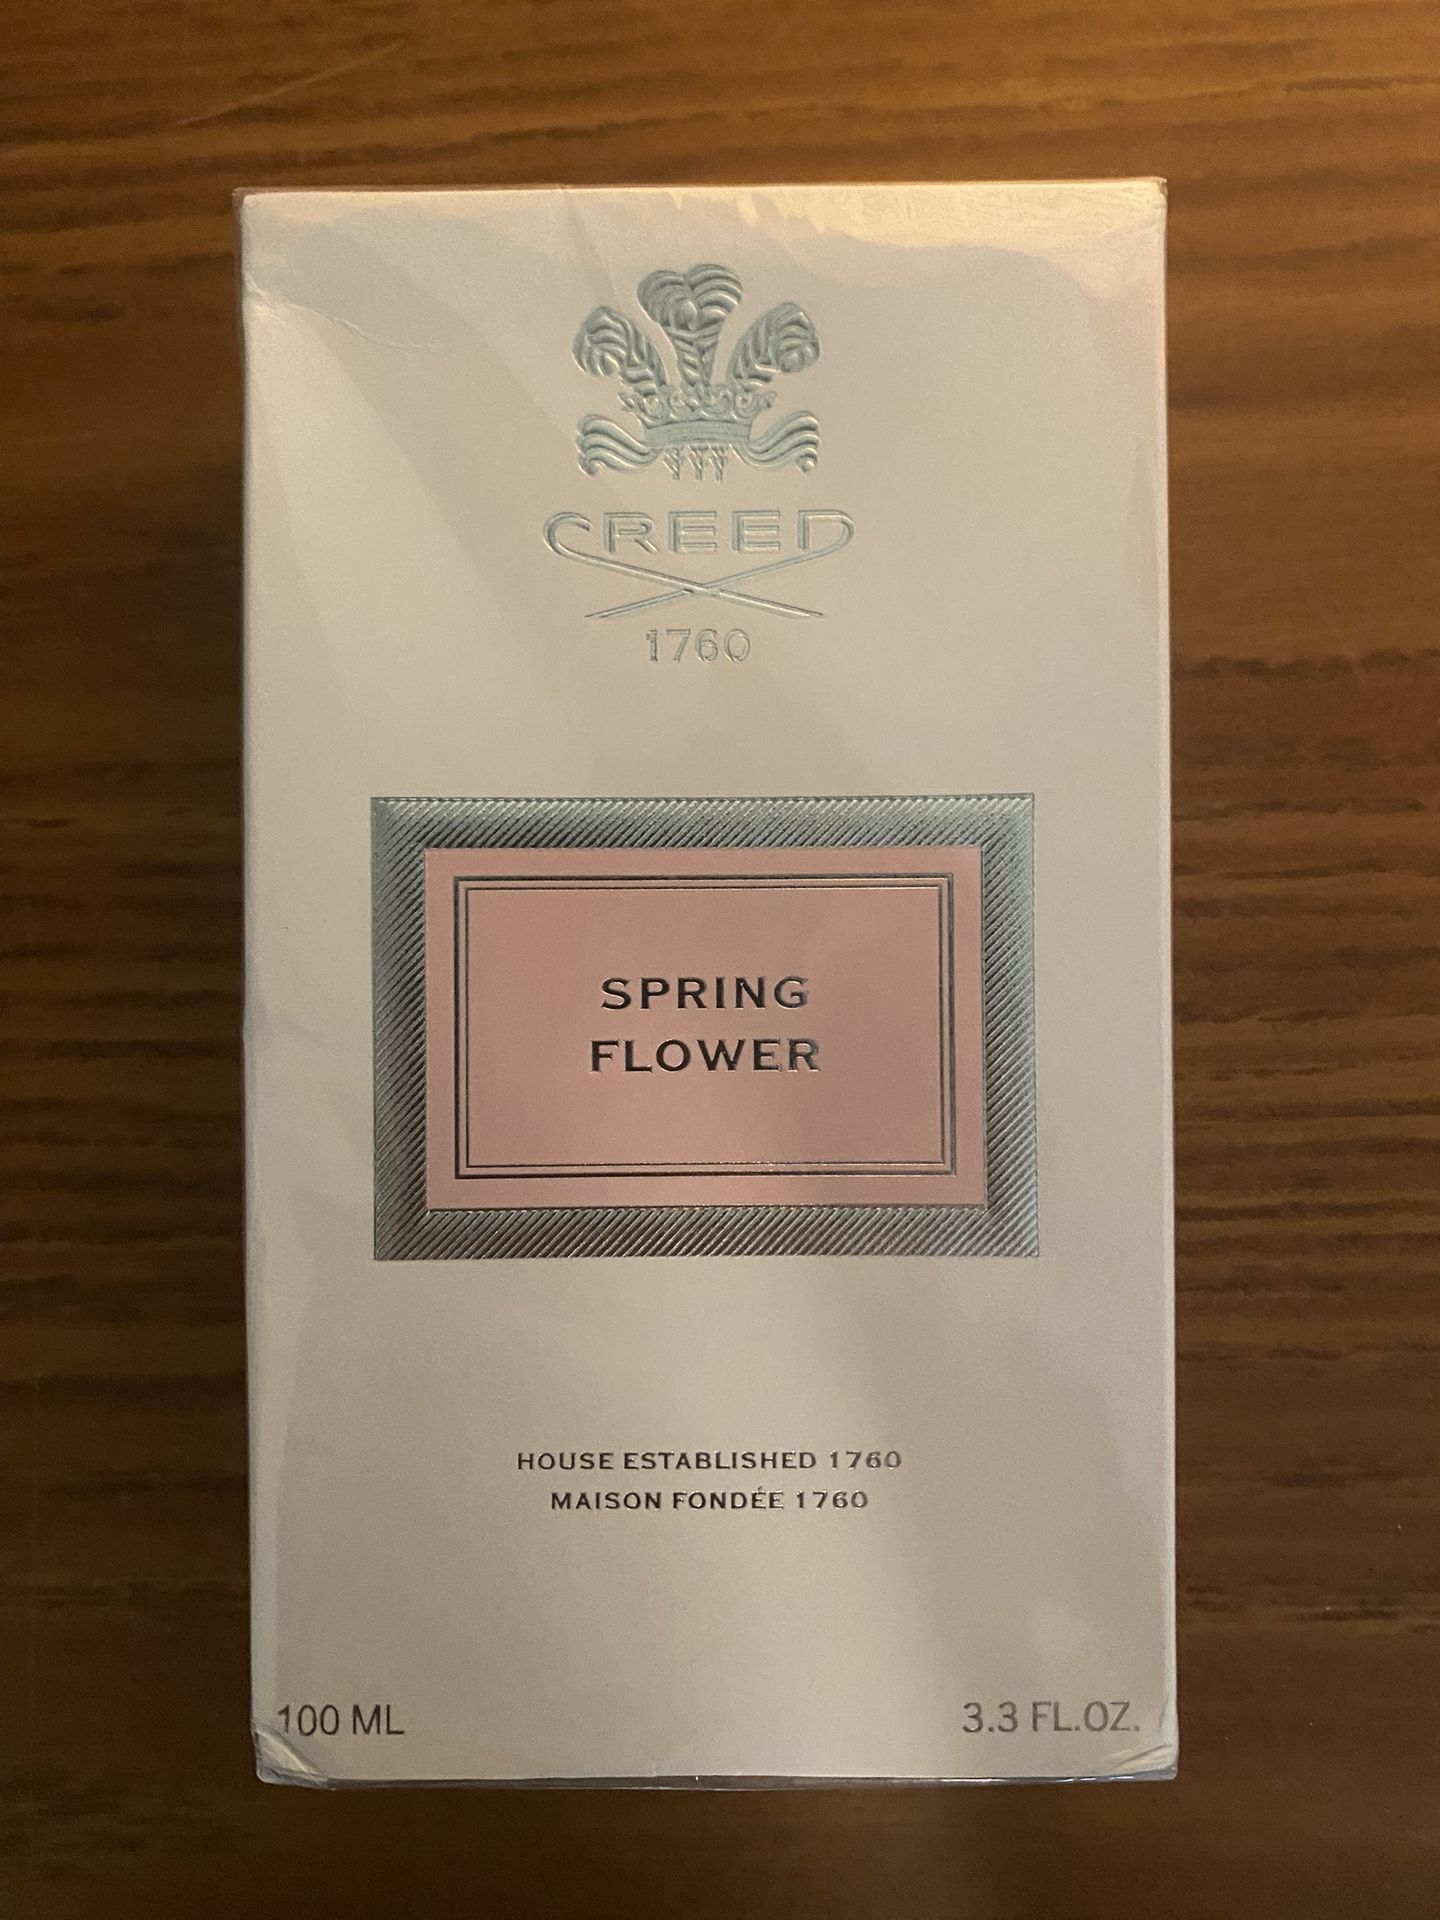 CREED
1760
SPRING
FLOWER
HOUSE ESTABLISHED 1760
MAISON FONDÉE 1760
100 ML
3.3 FL.OZ.